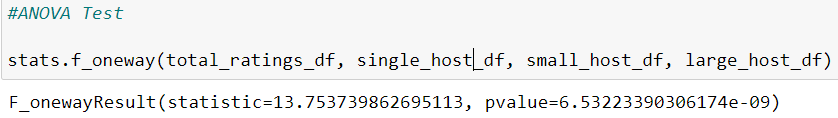 #ANOVA Test
stats.f_oneway(total_ratings_df, single_host_df, small_host_df, large_host_df)
F_onewayResult(statistic=13.753739862695113, pvalue=6.53223390306174e-09)